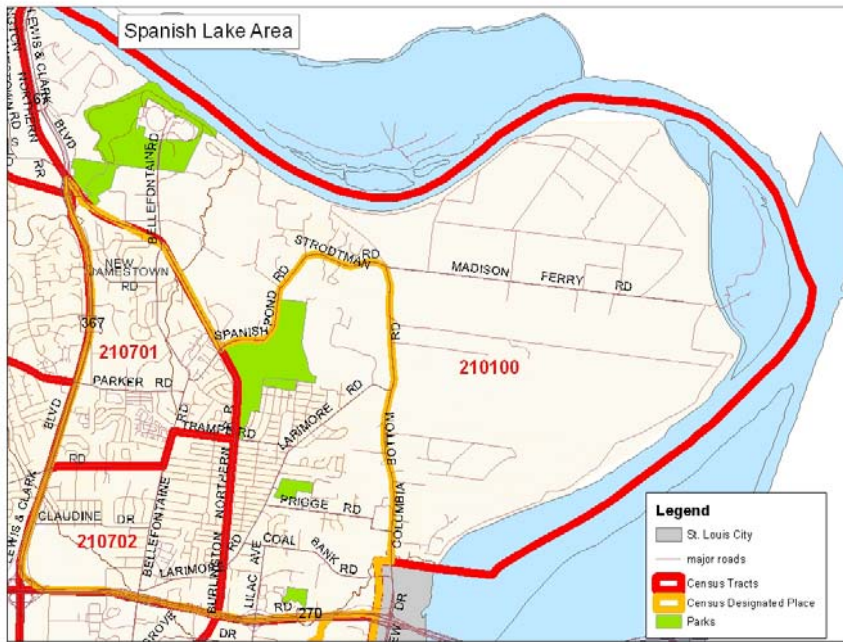 Spanish Lake Area
LEWIS & CLARK
BLVD
NORTHERN
RR
BELLEFONTAINE RD
NEW
JAMESTOWN
RD
STRODTMAN RD
SPANISH POND RD
MADISON FERRY RD
367
210701
210100
PARKER RD
TRAMPE RD
LARIMORE RD
BLVD
RD
COLUMBIA BOTTOM RD
BURLINGTON NORTHERN RR
PRIGGE RD
CLAUDINE DR
210702
BELLEFONTAINE RD
LEWIS & CLARK
LARIMORE RD
LILAC AVE
COAL BANK RD
RD
270
DR
DR
Legend
St. Louis City
major roads
Census Tracts
Census Designated Place
Parks